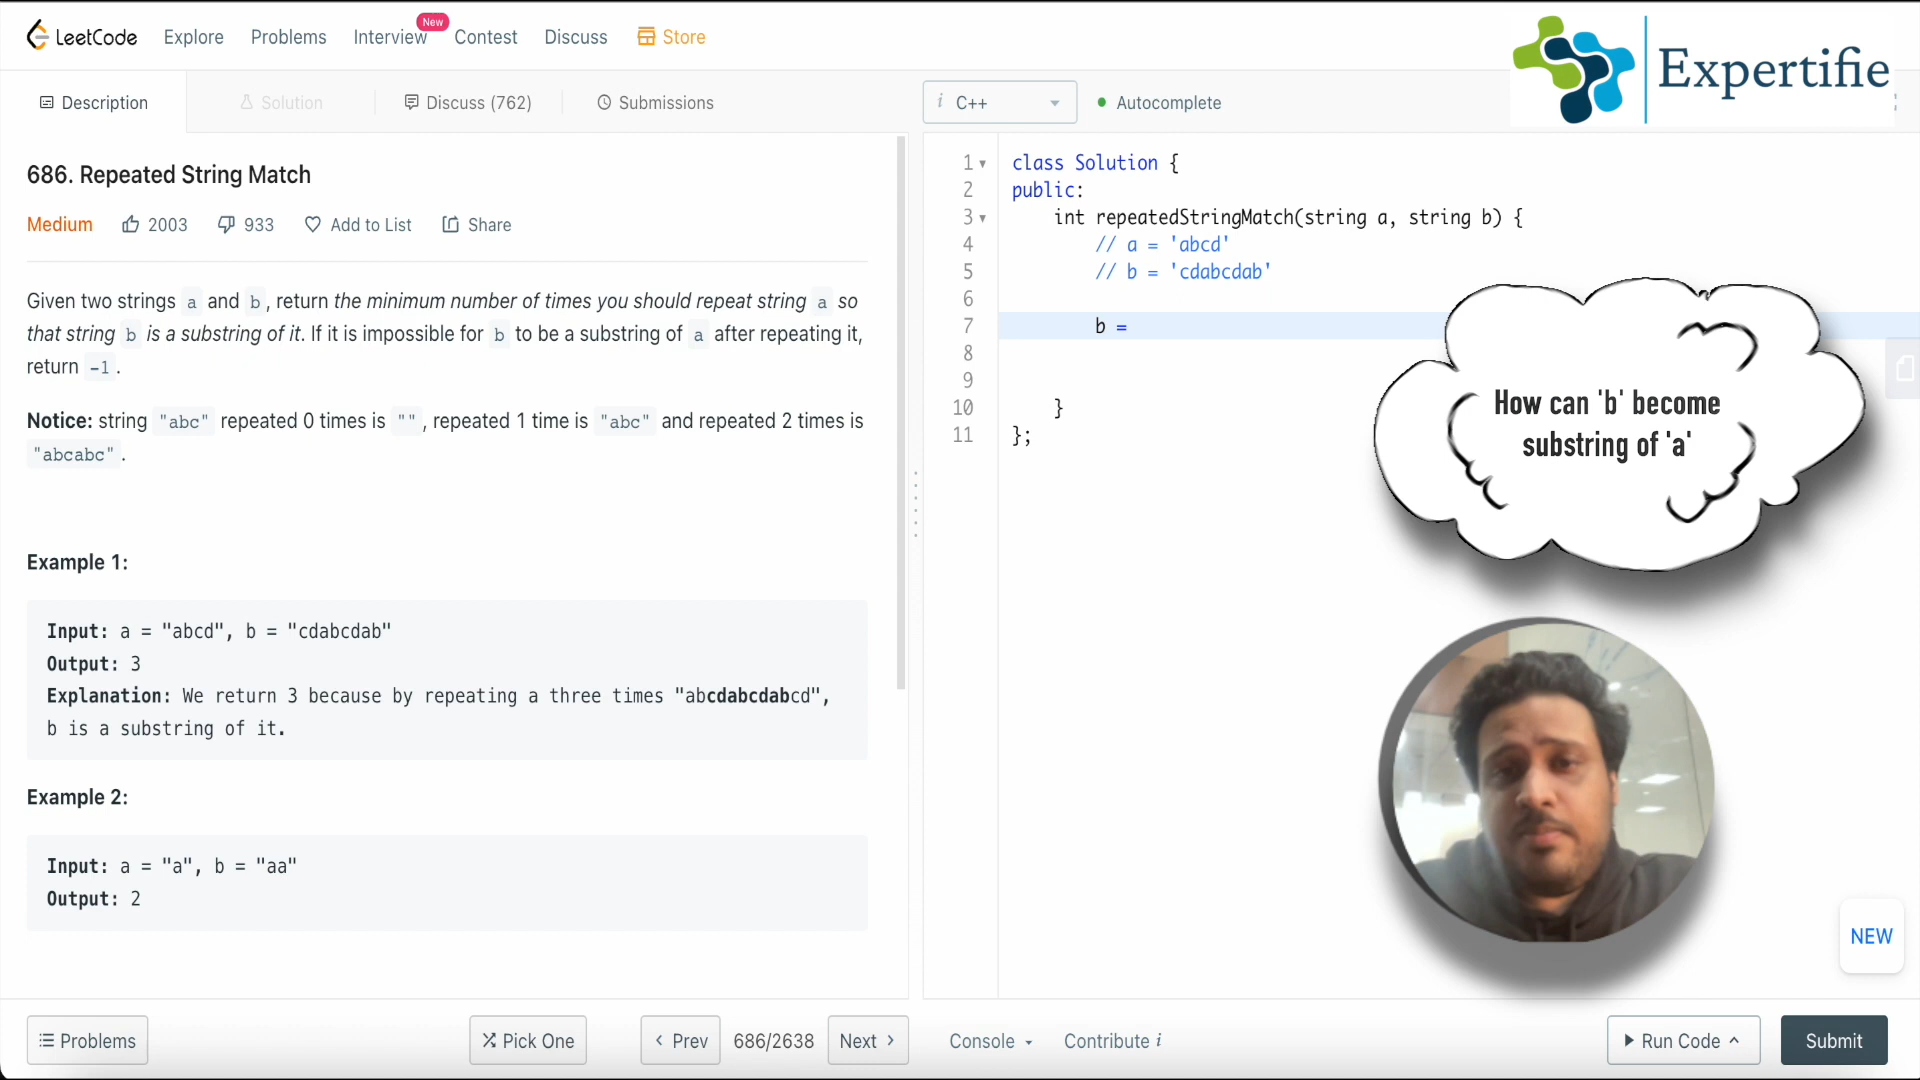 LeetCode Explore Problems Interview New Contest Discuss Store
Expertifie
Description Solution Discuss (762) Submissions
i C++ Autocomplete
686. Repeated String Match
Medium 2003 933 Add to List Share
Given two strings a and b, return the minimum number of times you should repeat string a so
that string b is a substring of it. If it is impossible for b to be a substring of a after repeating it,
return -1.
Notice: string "abc" repeated 0 times is "", repeated 1 time is "abc" and repeated 2 times is
"abcabc".
Example 1:
Input: a = "abcd", b = "cdabcdab"
Output: 3
Explanation: We return 3 because by repeating a three times "abcdabcdabcd",
b is a substring of it.
Example 2:
Input: a = "a", b = "aa"
Output: 2
1 class Solution {
2 public:
3 int repeatedStringMatch(string a, string b) {
4 // a = 'abcd'
5 // b = 'cdabcdab'
6
7 b =
8
9
10 }
11 };
How can 'b' become
substring of 'a'
NEW
Problems Pick One Prev 686/2638 Next Console Contribute i Run Code Submit